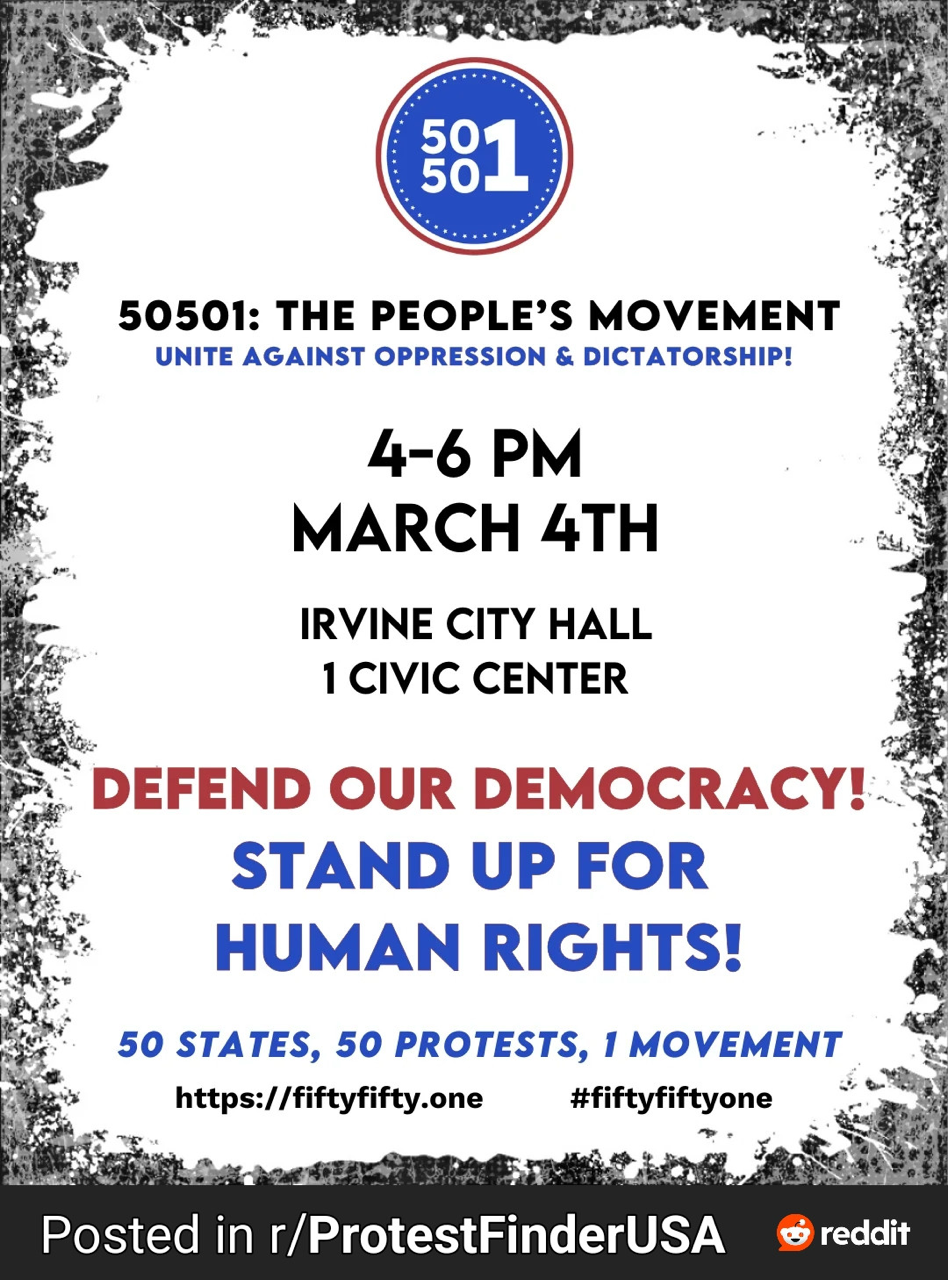 50
50
1
50501: THE PEOPLE’S MOVEMENT
UNITE AGAINST OPPRESSION & DICTATORSHIP!
4-6 PM
MARCH 4TH
IRVINE CITY HALL
1 CIVIC CENTER
DEFEND OUR DEMOCRACY!
STAND UP FOR
HUMAN RIGHTS!
50 STATES, 50 PROTESTS, 1 MOVEMENT
https://fiftyfifty.one #fiftyfiftyone
Posted in r/ProtestFinderUSA reddit